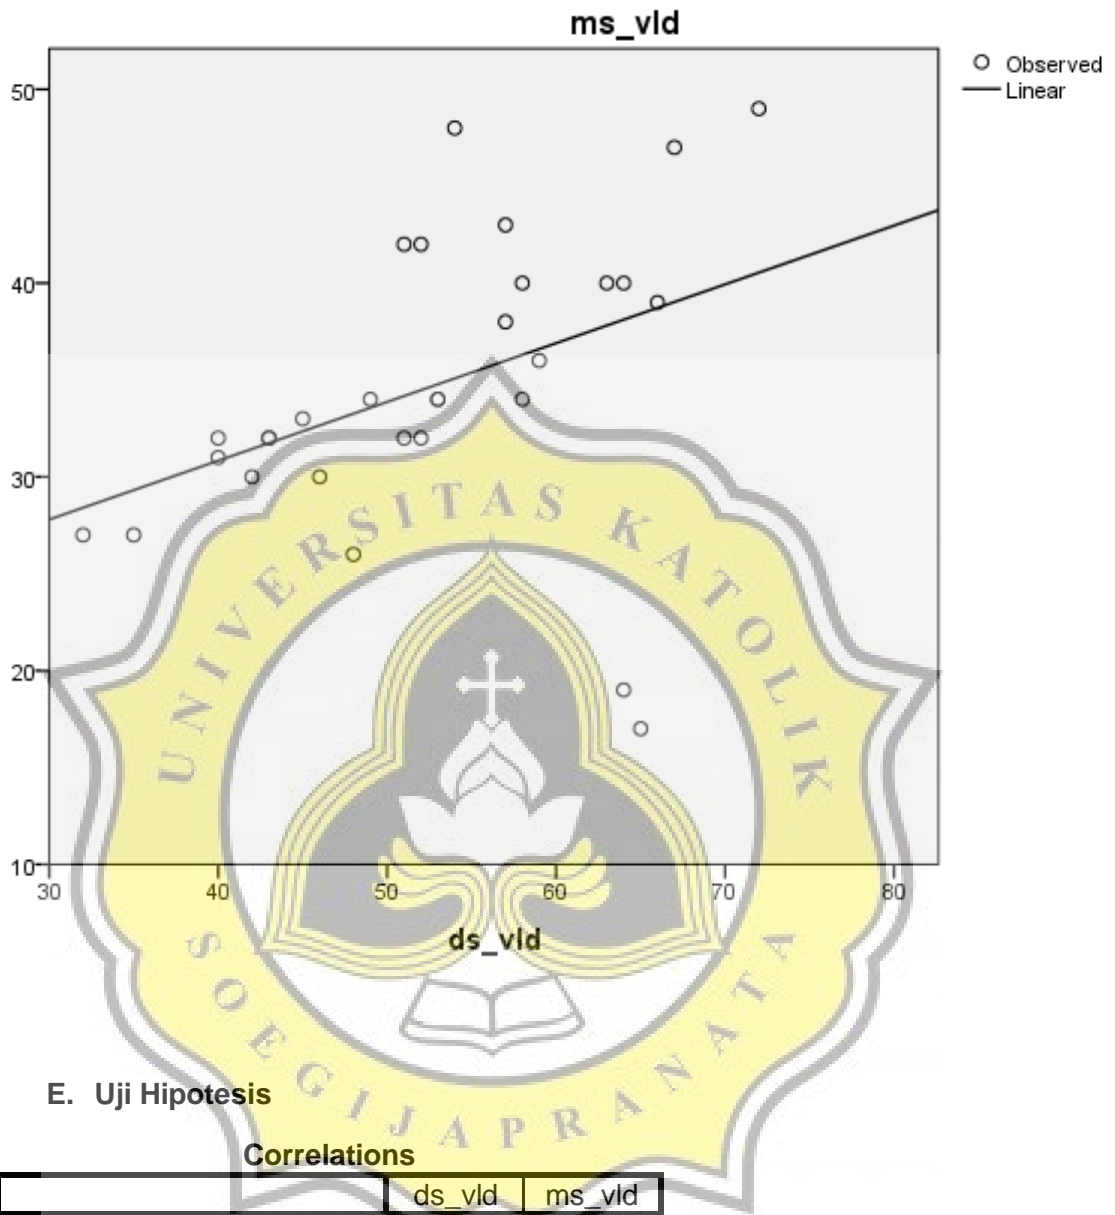 ms_vld
Observed
Linear
50
40
30
20
10
30 40 50 60 70 80
ds_vld
UNIVERSITAS KATOLIK
SOEGIJAPRANATA
E. Uji Hipotesis
Correlations
ds_vld ms_vld